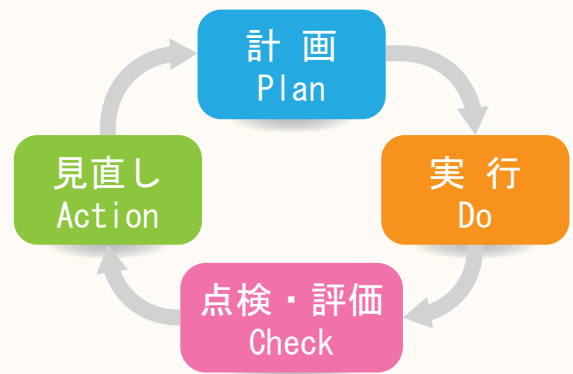 計 画
Plan
実 行
Do
点検・評価
Check
見直し
Action